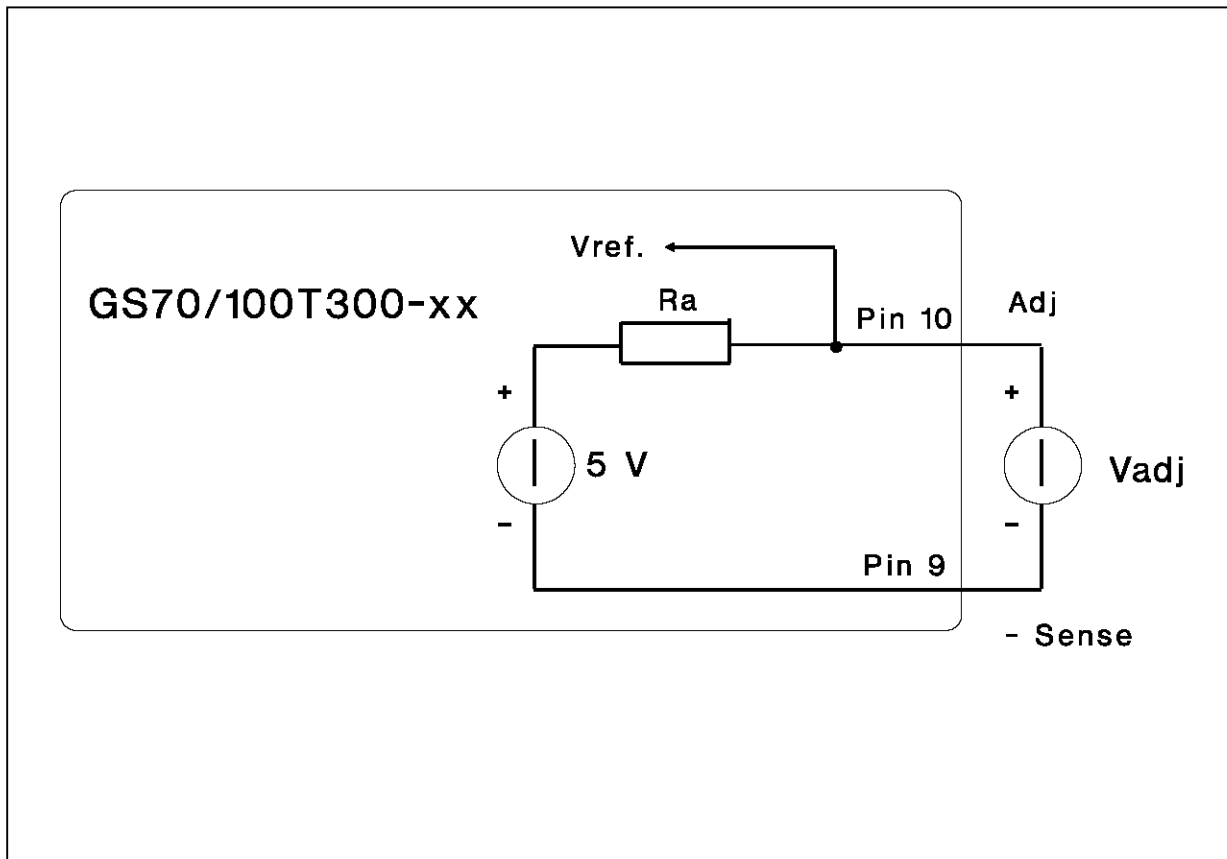 Vref.
GS70/100T300-xx
Ra
Pin 10
Adj
+
+
5 V
Vadj
-
-
Pin 9
- Sense